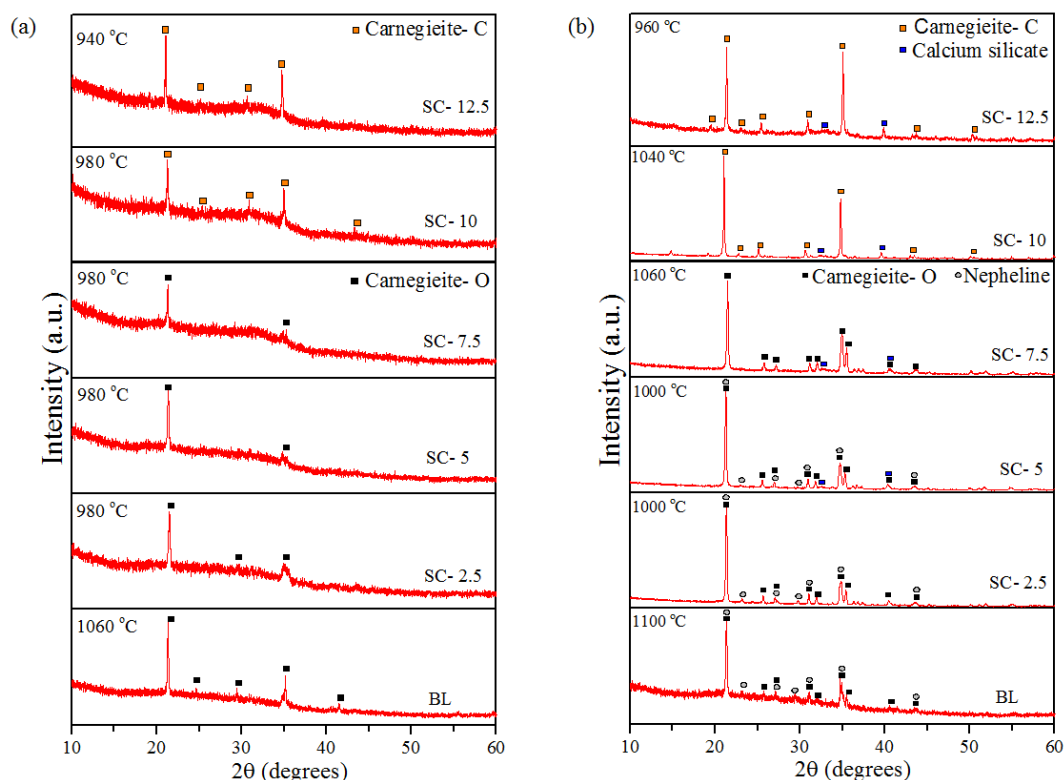 (a)
940 °C
Carnegieite- C
SC- 12.5
980 °C
SC- 10
980 °C
Carnegieite- O
SC- 7.5
980 °C
SC- 5
980 °C
SC- 2.5
1060 °C
BL
10 20 30 40 50 60
2θ (degrees)
Intensity (a.u.)
(b)
960 °C
Carnegieite- C
Calcium silicate
SC- 12.5
1040 °C
SC- 10
1060 °C
Carnegieite- O Nepheline
SC- 7.5
1000 °C
SC- 5
1000 °C
SC- 2.5
1100 °C
BL
10 20 30 40 50 60
2θ (degrees)
Intensity (a.u.)